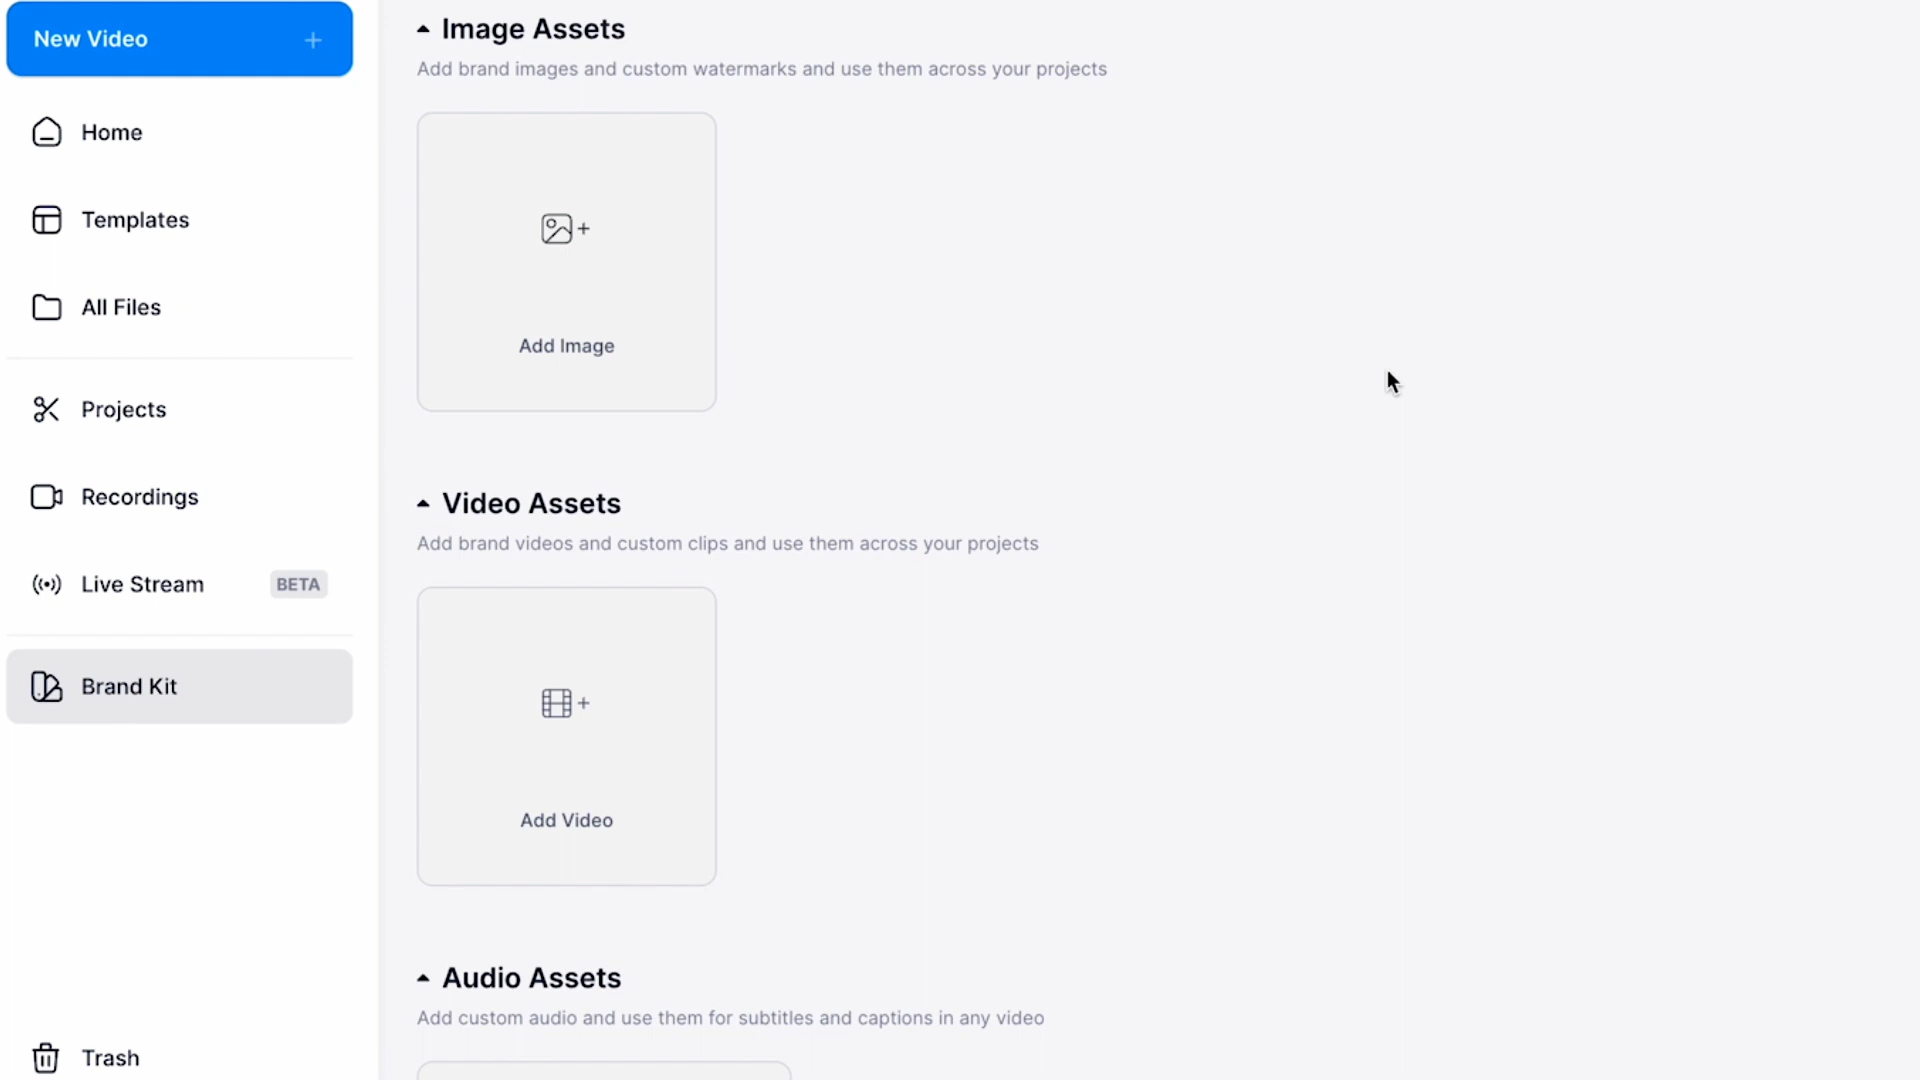 New Video
Home
Templates
All Files
Projects
Recordings
Live Stream BETA
Brand Kit
Trash
Image Assets
Add brand images and custom watermarks and use them across your projects
Add Image
Video Assets
Add brand videos and custom clips and use them across your projects
Add Video
Audio Assets
Add custom audio and use them for subtitles and captions in any video